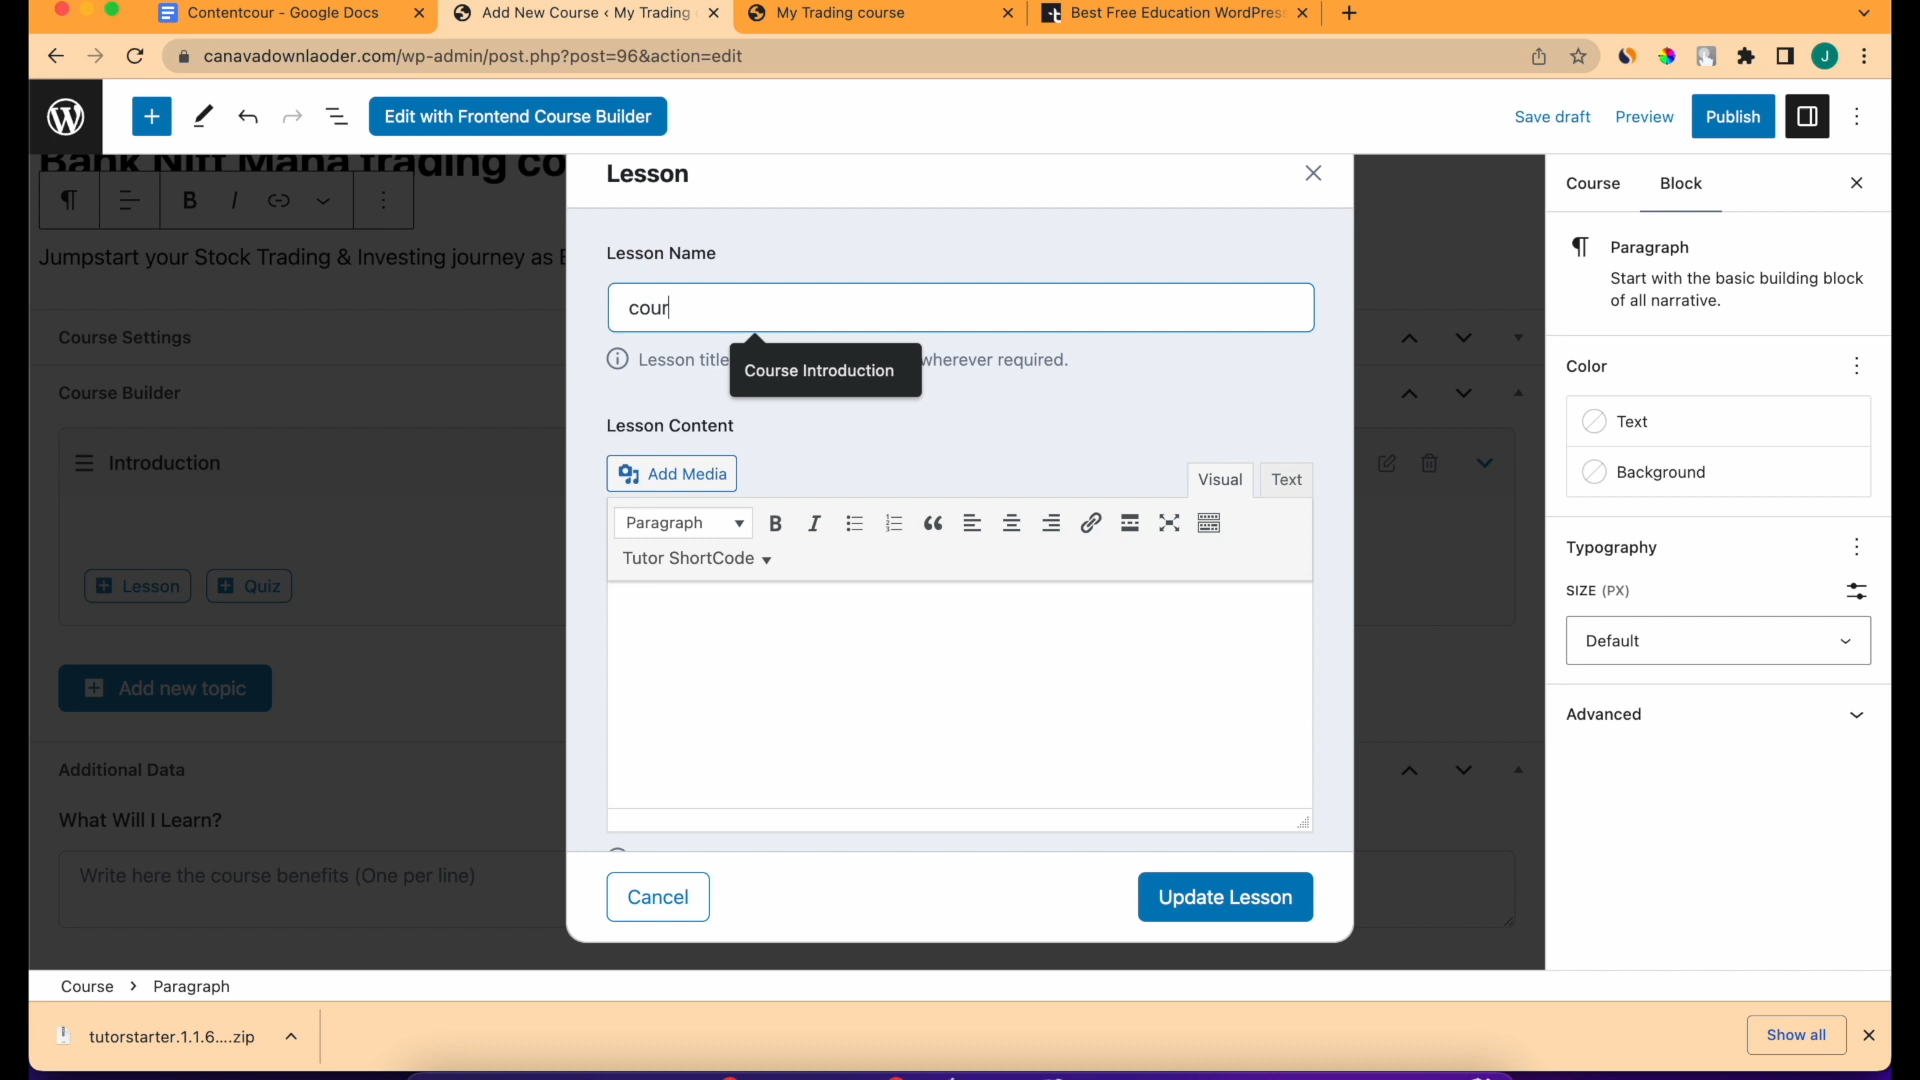 Contentcour - Google Docs
Add New Course ‹ My Trading
My Trading course
Best Free Education WordPres
canavadownlaoder.com/wp-admin/post.php?post=96&action=edit
J
Edit with Frontend Course Builder
Save draft
Preview
Publish
Bank Nift Maha trading co
B I
Jumpstart your Stock Trading & Investing journey as
Course Settings
Course Builder
Introduction
Lesson
Quiz
Add new topic
Additional Data
What Will I Learn?
Write here the course benefits (One per line)
Lesson
Lesson Name
cour
Lesson title
wherever required.
Course Introduction
Lesson Content
Add Media
Visual
Text
Paragraph
B I
Tutor ShortCode
Cancel
Update Lesson
Course
Block
Paragraph
Start with the basic building block
of all narrative.
Color
Text
Background
Typography
SIZE (PX)
Default
Advanced
Course > Paragraph
tutorstarter.1.1.6....zip
Show all